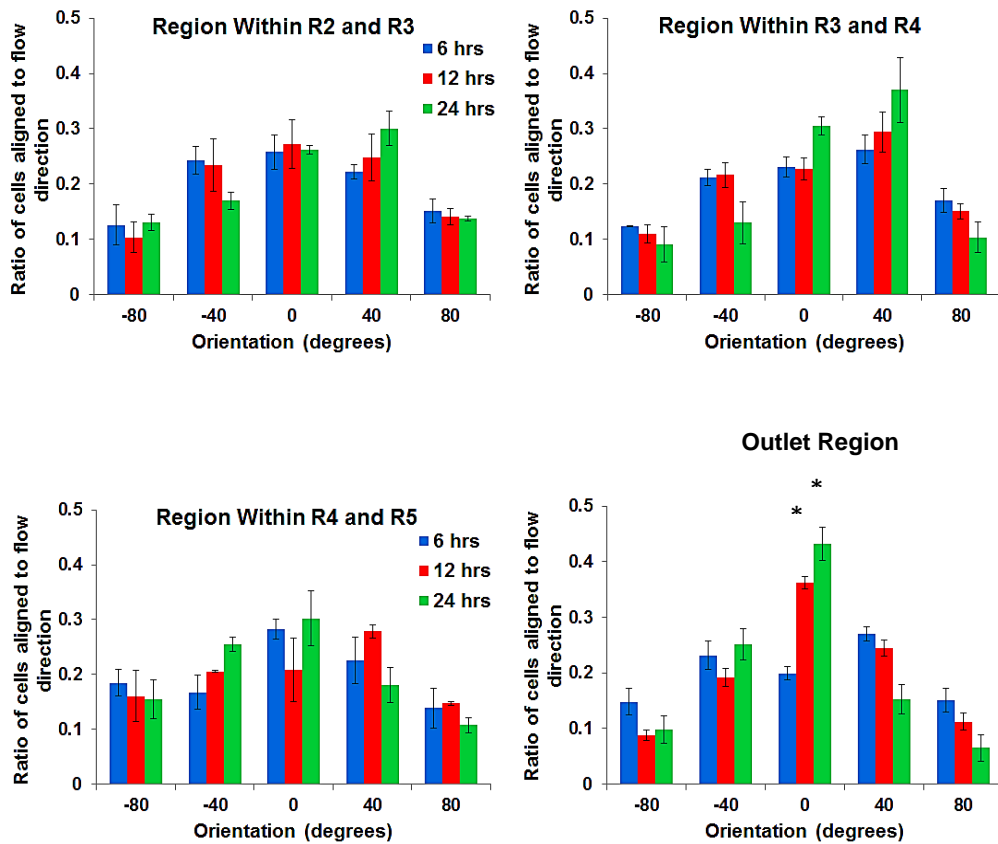 Region Within R2 and R3
Ratio of cells aligned to flow
direction
0.5
0.4
0.3
0.2
0.1
0
6 hrs
12 hrs
24 hrs
-80 -40 0 40 80
Orientation (degrees)
Region Within R3 and R4
Ratio of cells aligned to flow
direction
0.5
0.4
0.3
0.2
0.1
0
-80 -40 0 40 80
Orientation (degrees)
Region Within R4 and R5
Ratio of cells aligned to flow
direction
0.5
0.4
0.3
0.2
0.1
0
6 hrs
12 hrs
24 hrs
-80 -40 0 40 80
Orientation (degrees)
Outlet Region
Ratio of cells aligned to flow
direction
0.5
0.4
0.3
0.2
0.1
0
*
*
-80 -40 0 40 80
Orientation (degrees)